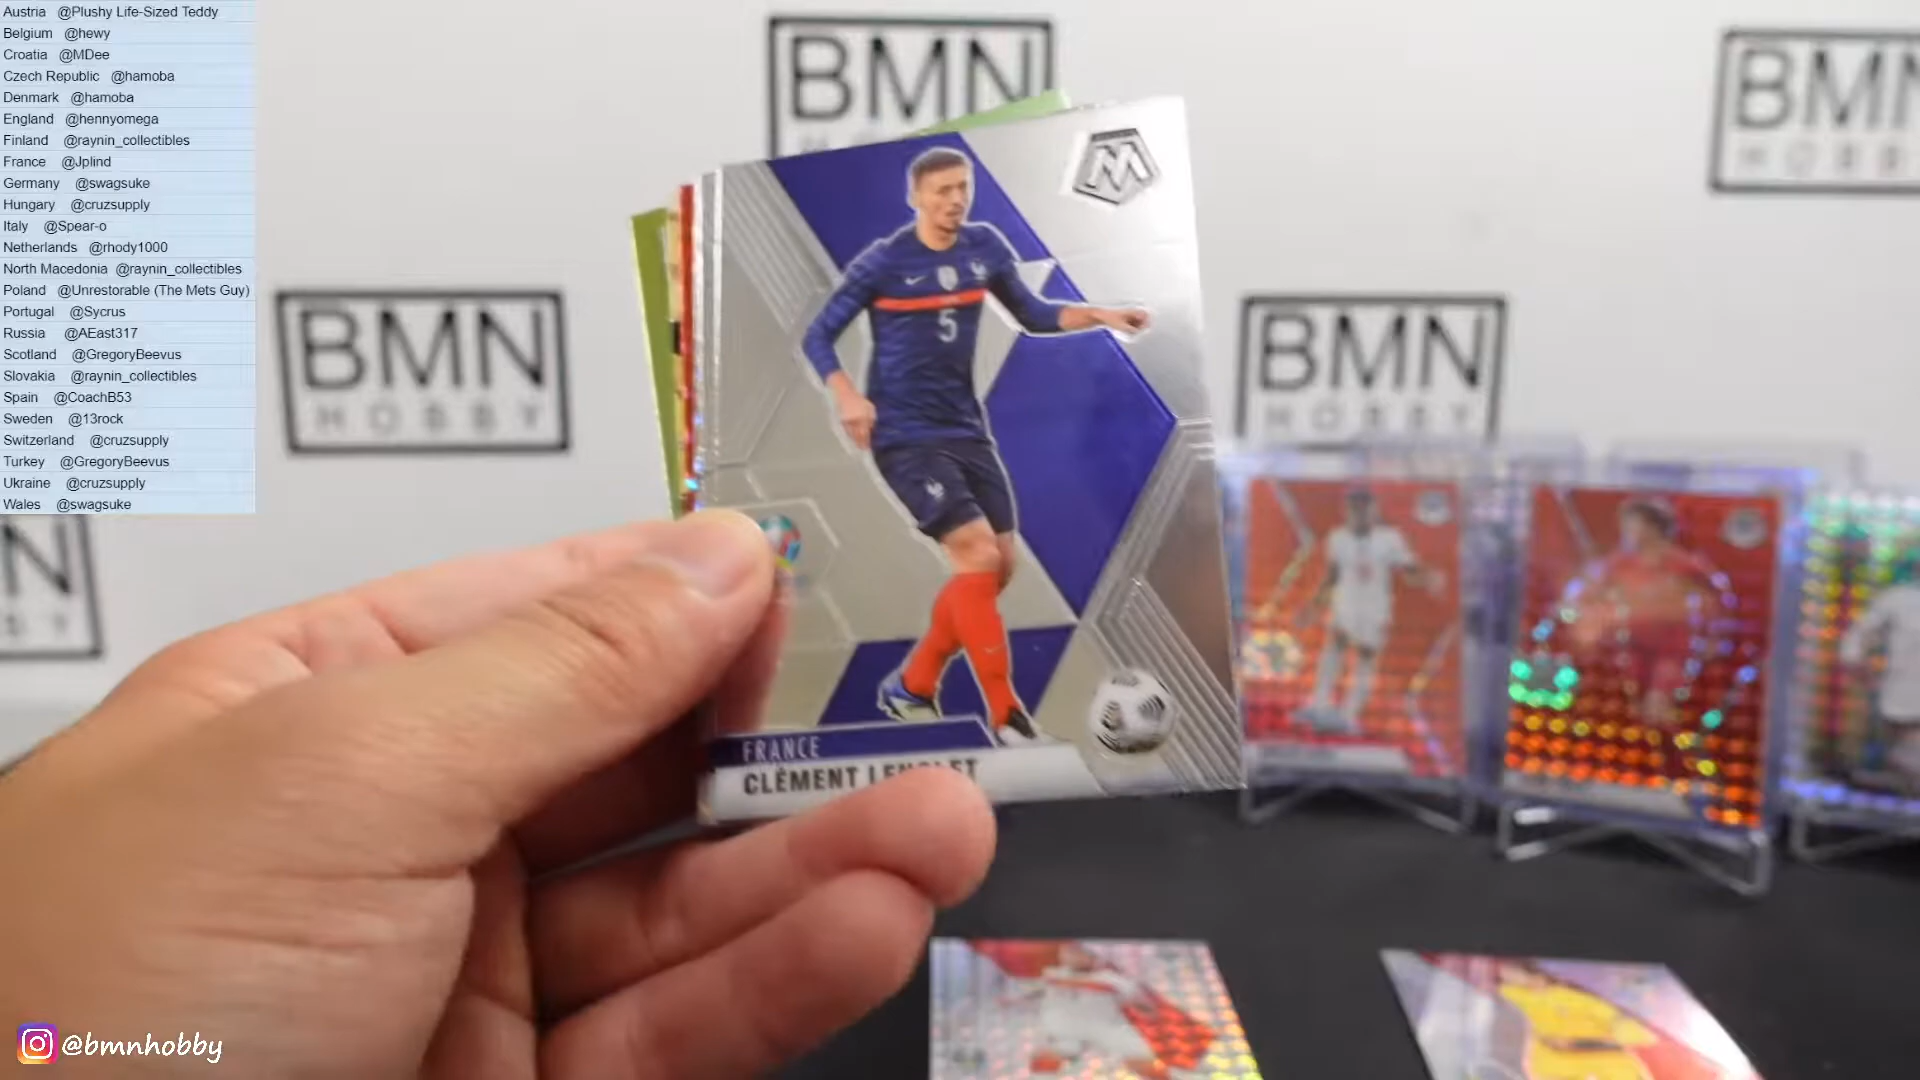 Austria @Plushy Life-Sized Teddy
Belgium @hewy
Croatia @MDee
Czech Republic @hamoba
Denmark @hamoba
England @hennyomega
Finland @raynin_collectibles
France @Jplind
Germany @swagsuke
Hungary @cruzsupply
Italy @Spear-o
Netherlands @rhody1000
North Macedonia @raynin_collectibles
Poland @Unrestorable (The Mets Guy)
Portugal @Sycrus
Russia @AEast317
Scotland @GregoryBeevus
Slovakia @raynin_collectibles
Spain @CoachB53
Sweden @13rock
Switzerland @cruzsupply
Turkey @GregoryBeevus
Ukraine @cruzsupply
Wales @swagsuke
BMN
BMN
HOBBY
BMN
HOBBY
BMN
HOBBY
M
5
FRANCE
CLÉMENT LENGLET
@bmnhobby